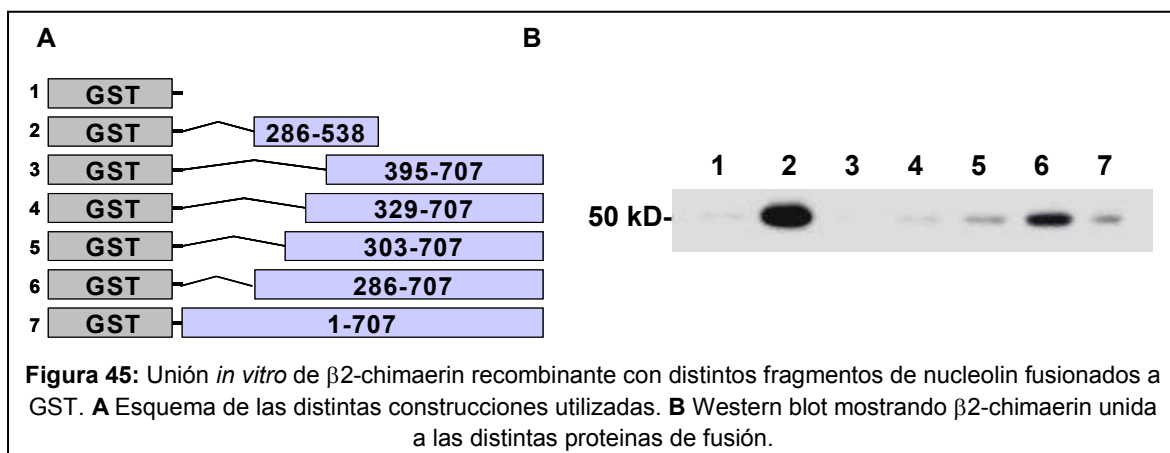 A B
1 GST
2 GST 286-538
3 GST 395-707
4 GST 329-707
5 GST 303-707
6 GST 286-707
7 GST 1-707
1 2 3 4 5 6 7
50 kD-
Figura 45: Unión in vitro de β2-chimaerin recombinante con distintos fragmentos de nucleolin fusionados a
GST. A Esquema de las distintas construcciones utilizadas. B Western blot mostrando β2-chimaerin unida
a las distintas proteinas de fusión.